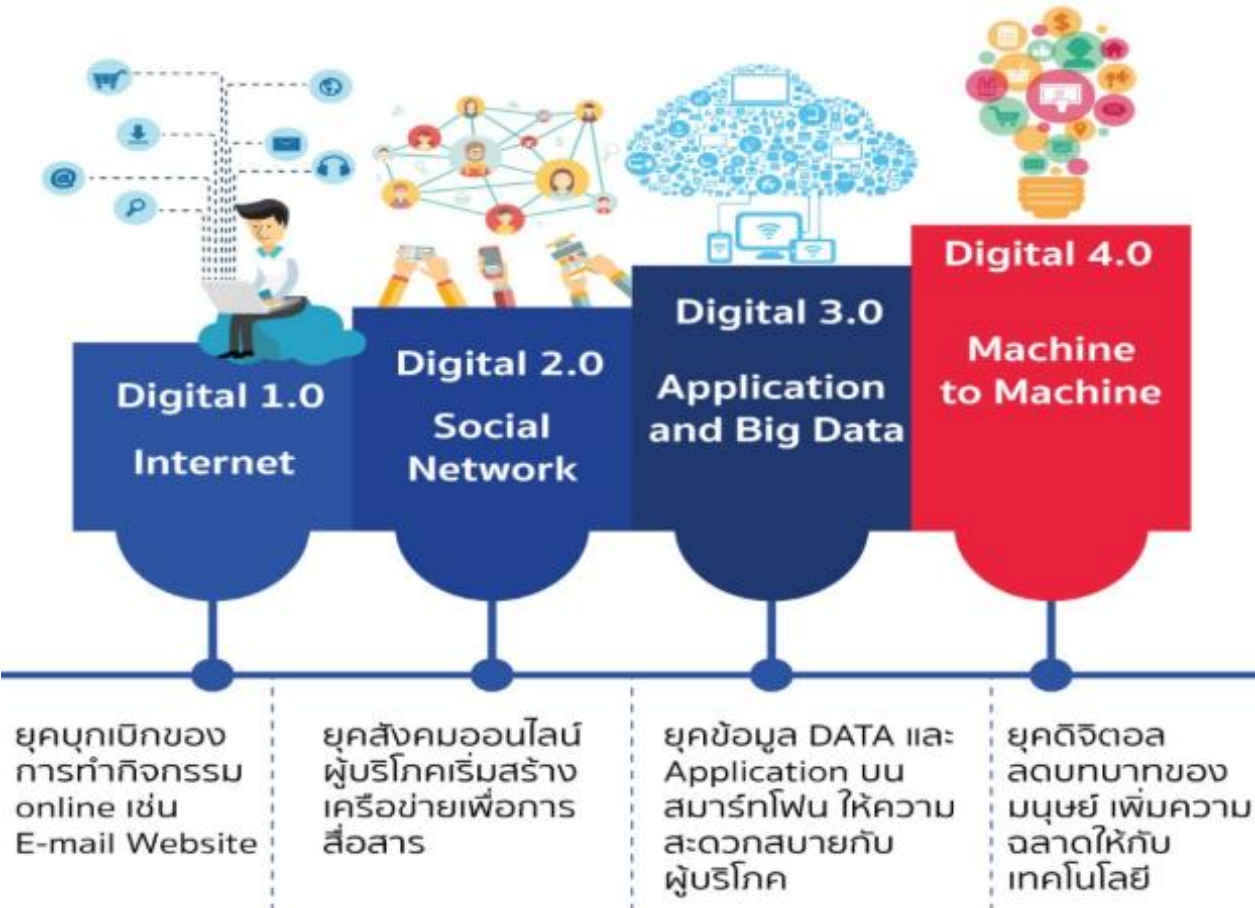 Digital 1.0
Internet
Digital 2.0
Social
Network
Digital 3.0
Application
and Big Data
Digital 4.0
Machine
to Machine
ยุคบุกเบิกของ
การทำกิจกรรม
online เช่น
E-mail Website
ยุคสังคมออนไลน์
ผู้บริโภคเริ่มสร้าง
เครือข่ายเพื่อการ
สื่อสาร
ยุคข้อมูล DATA และ
Application บน
สมาร์ทโฟน ให้ความ
สะดวกสบายกับ
ผู้บริโภค
ยุคดิจิตอล
ลดบทบาทของ
มนุษย์ เพิ่มความ
ฉลาดให้กับ
เทคโนโลยี